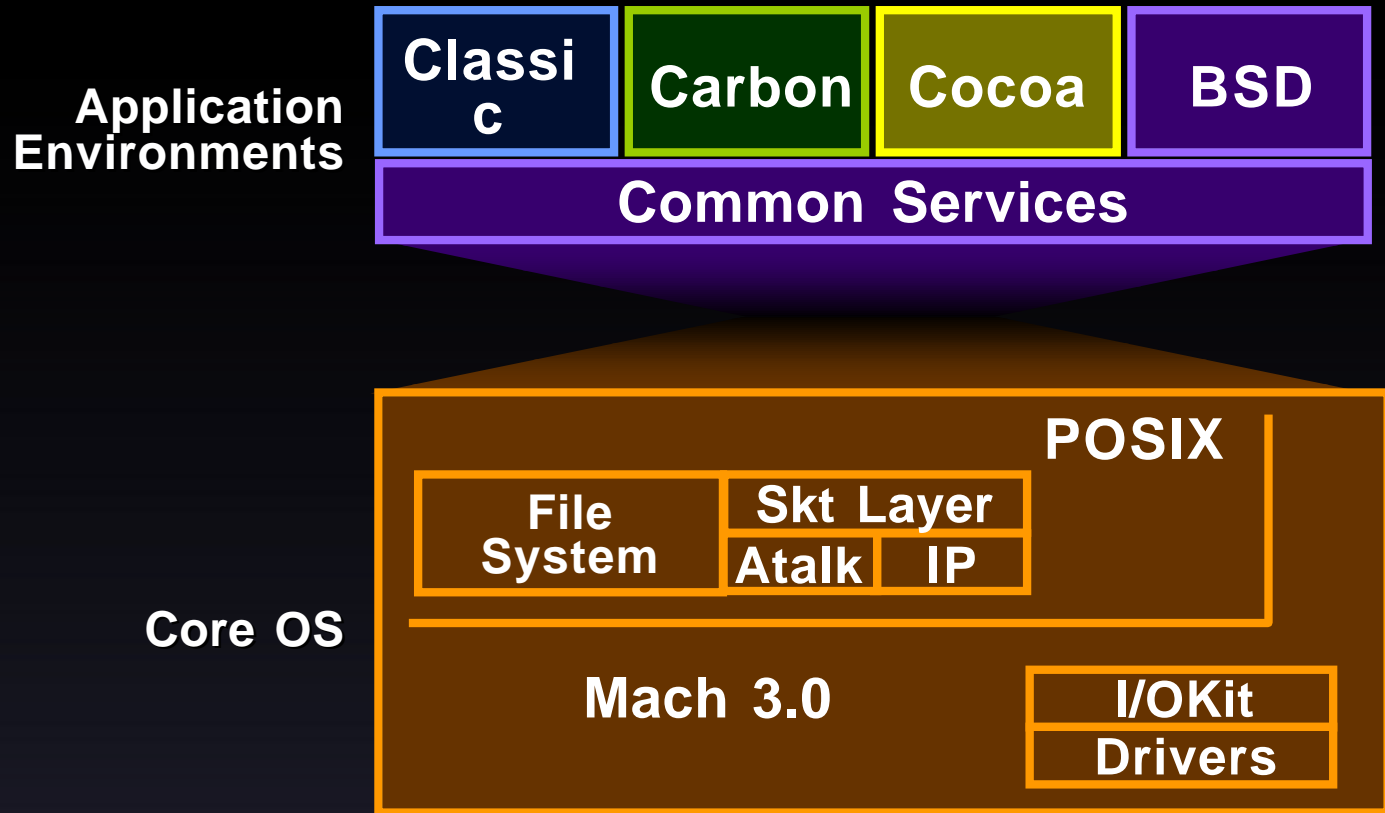 Application
Environments
Classi
c
Carbon
Cocoa
BSD
Common Services
Core OS
POSIX
File
System
Skt Layer
Atalk
IP
Mach 3.0
I/OKit
Drivers